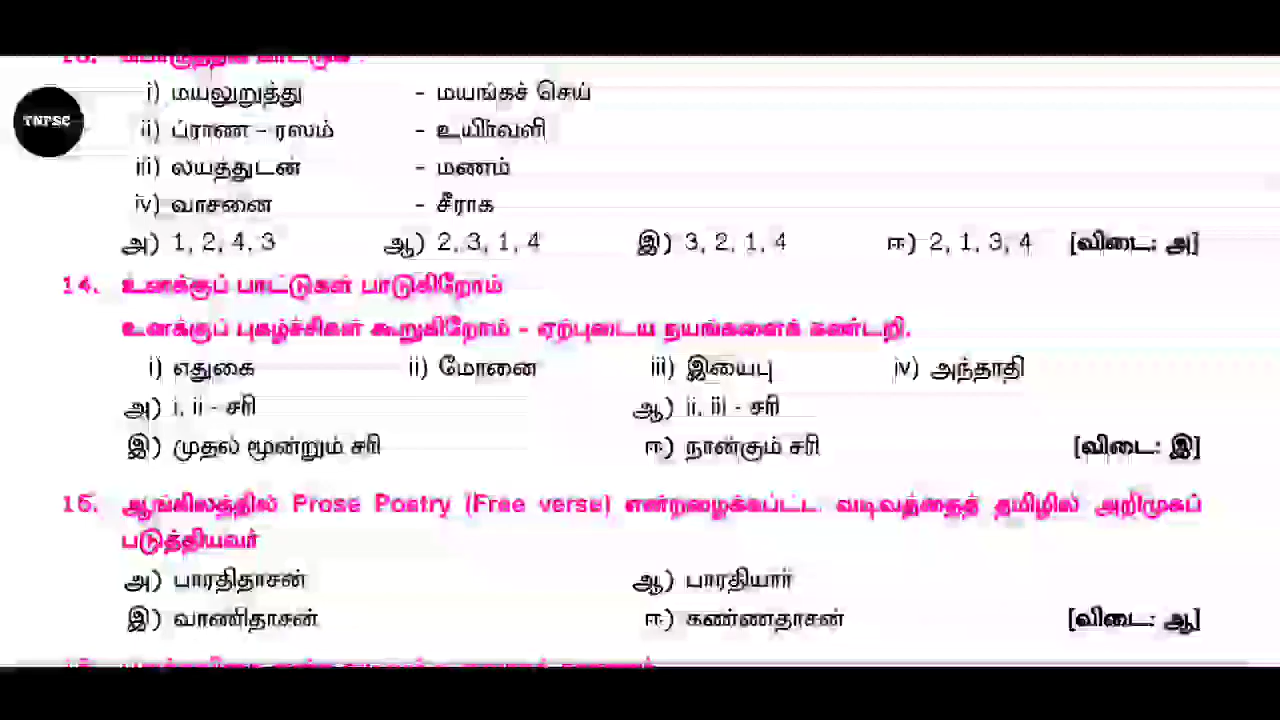 TNPSC
i) மயலுறுத்து - மயங்கச் செய்
ii) ப்ராண – ரஸம் - உயிர்வளி
iii) லயத்துடன் - மணம்
iv) வாசனை - சீராக
அ) 1, 2, 4, 3 ஆ) 2, 3, 1, 4 இ) 3, 2, 1, 4 ஈ) 2, 1, 3, 4 [விடை: அ]
14. உனக்குப் பாட்டுகள் பாடுகிறோம்
உனக்குப் புகழ்ச்சிகள் கூறுகிறோம் - ஏற்புடைய நயங்களைக் கண்டறி.
i) எதுகை ii) மோனை iii) இயைபு iv) அந்தாதி
அ) i, ii - சரி ஆ) ii, iii - சரி
இ) முதல் மூன்றும் சரி ஈ) நான்கும் சரி [விடை: இ]
15. ஆங்கிலத்தில் Prose Poetry (Free verse) என்றழைக்கப்பட்ட வடிவத்தைத் தமிழில் அறிமுகப்
படுத்தியவர்
அ) பாரதிதாசன் ஆ) பாரதியார்
இ) வாணிதாசன் ஈ) கண்ணதாசன் [விடை: ஆ]